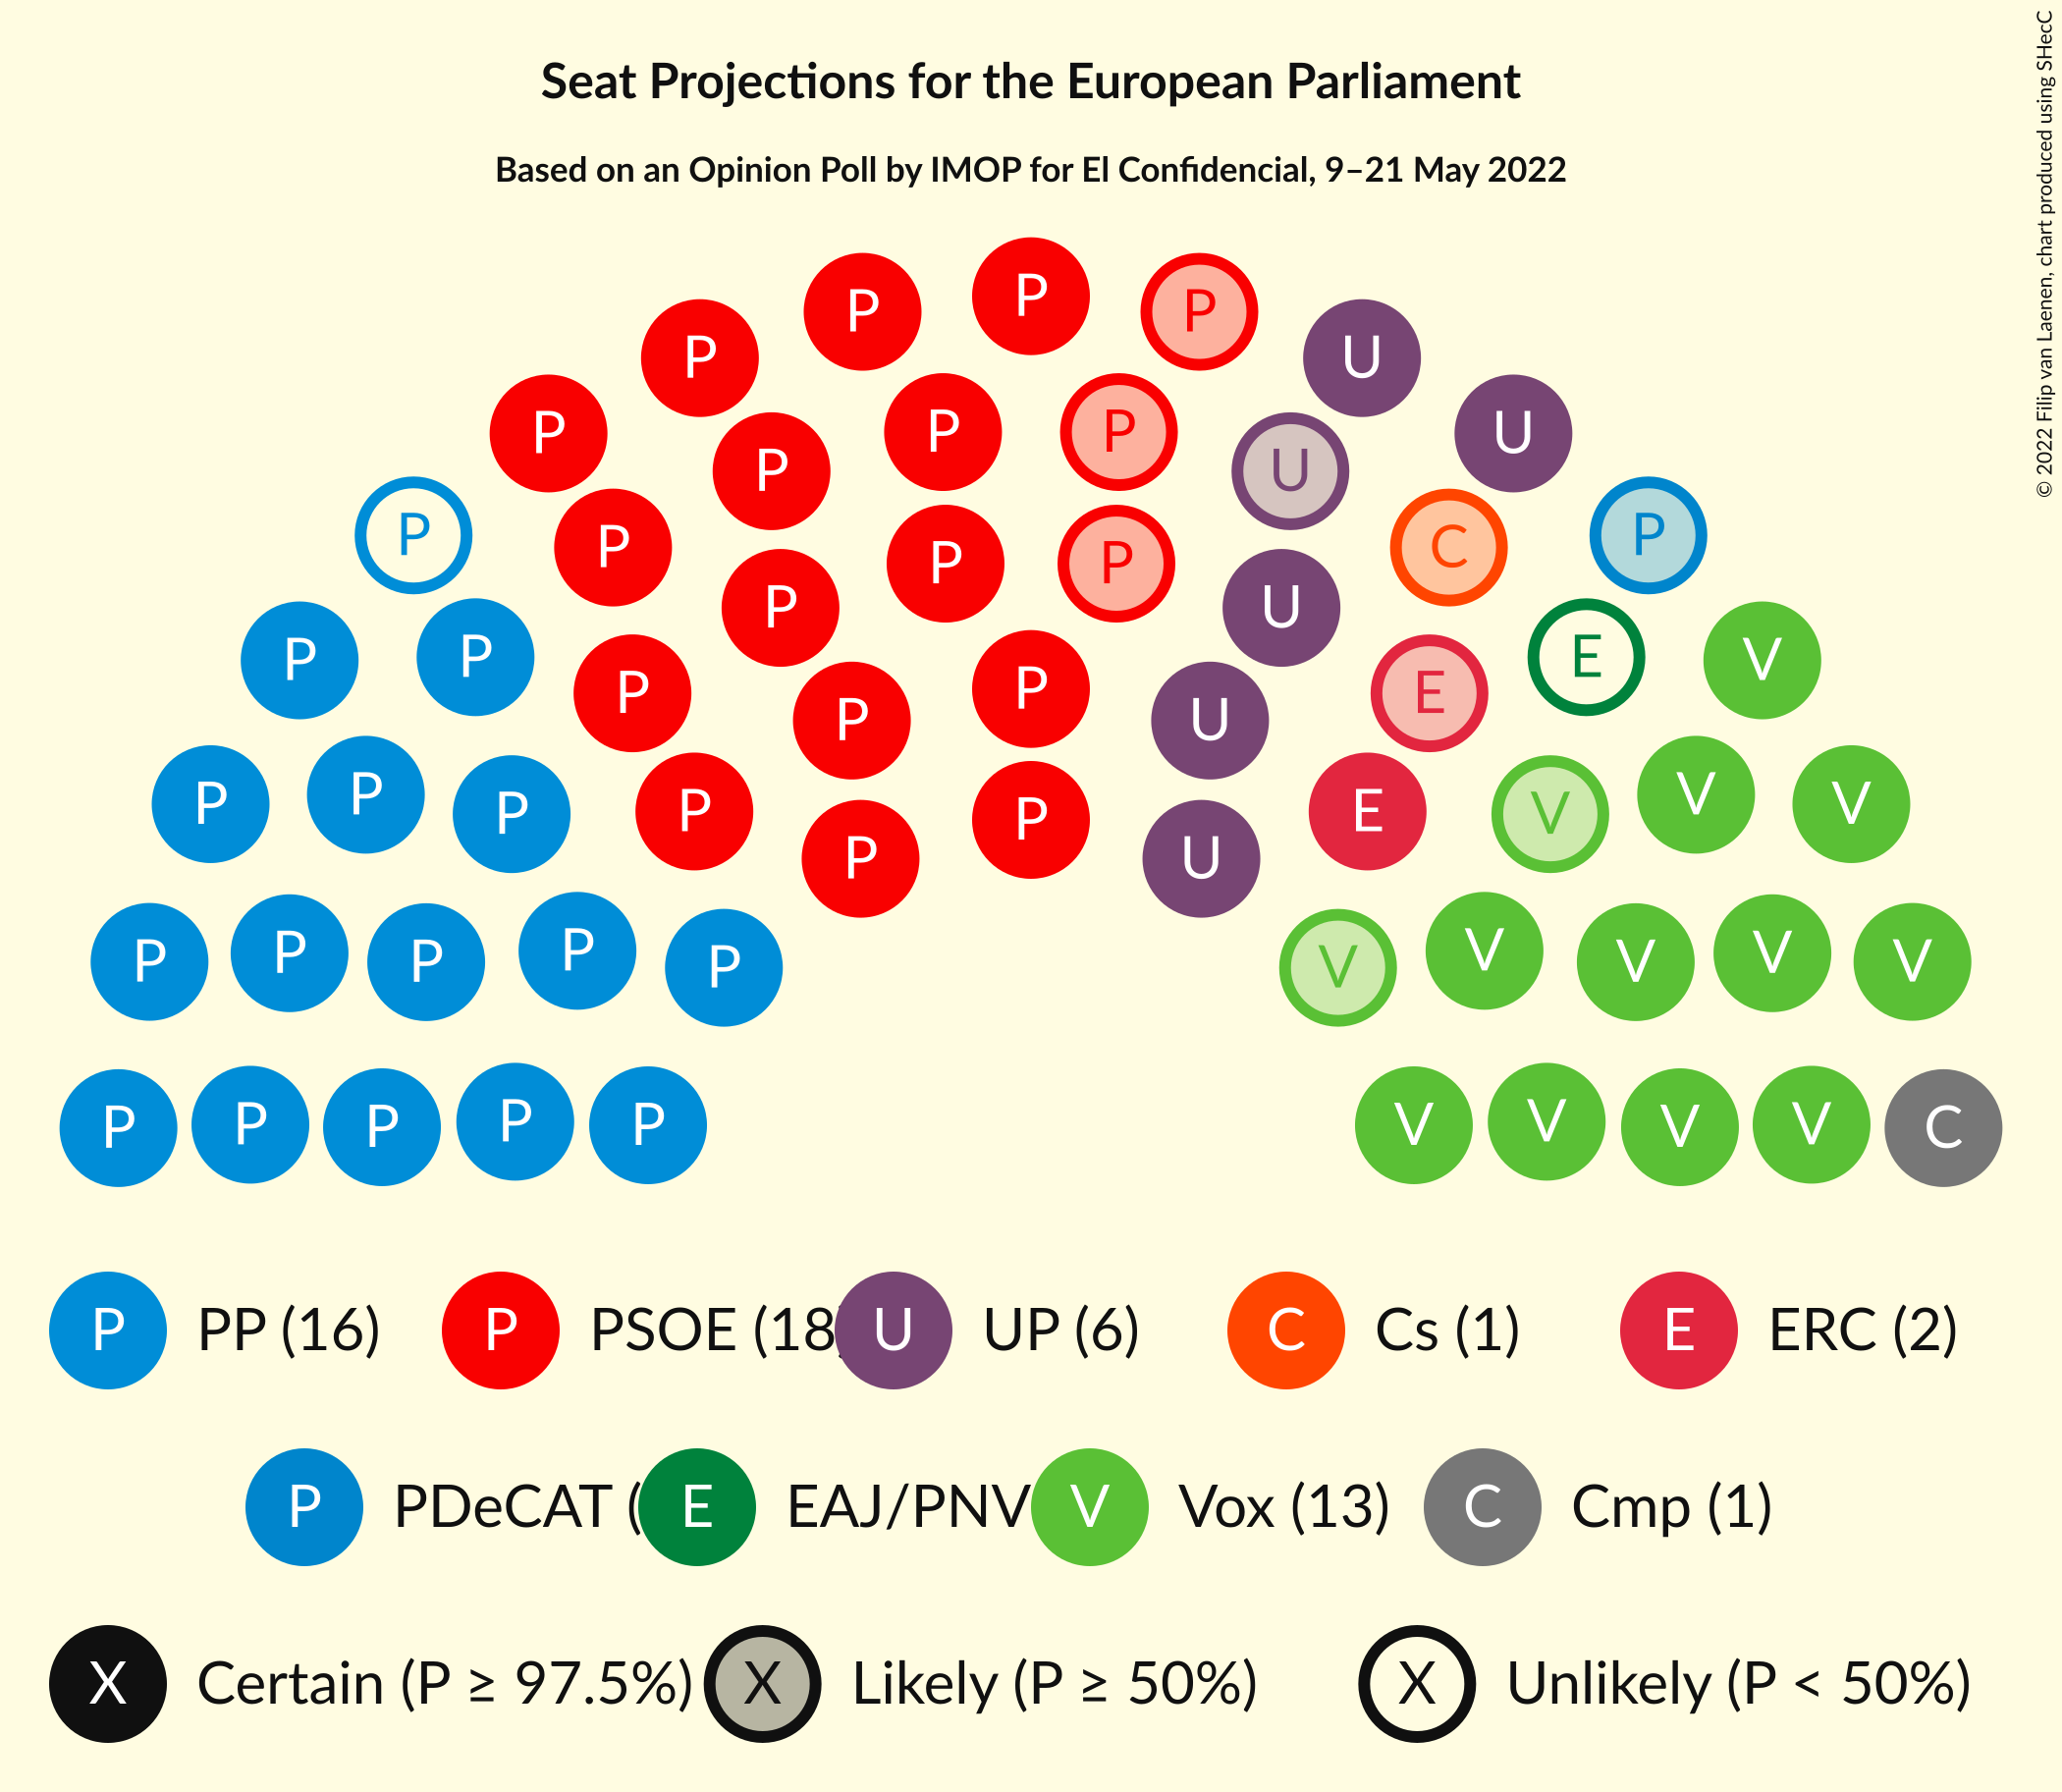 Seat Projections for the European Parliament
Based on an Opinion Poll by IMOP for El Confidencial, 9–21 May 2022
© 2022 Filip van Laenen, chart produced using SHecC
P P P
P P U
P P P U
P P U C P
P P P U
P P P E E V
P P P U
P P P P P E V V V
P P U
P P P P P V V V V V
P P P P P V V V V C
P PP (16) P PSOE (18 U UP (6) C Cs (1) E ERC (2)
P PDeCAT ( E EAJ/PNV V Vox (13) C Cmp (1)
X Certain (P ≥ 97.5%) X Likely (P ≥ 50%) X Unlikely (P < 50%)